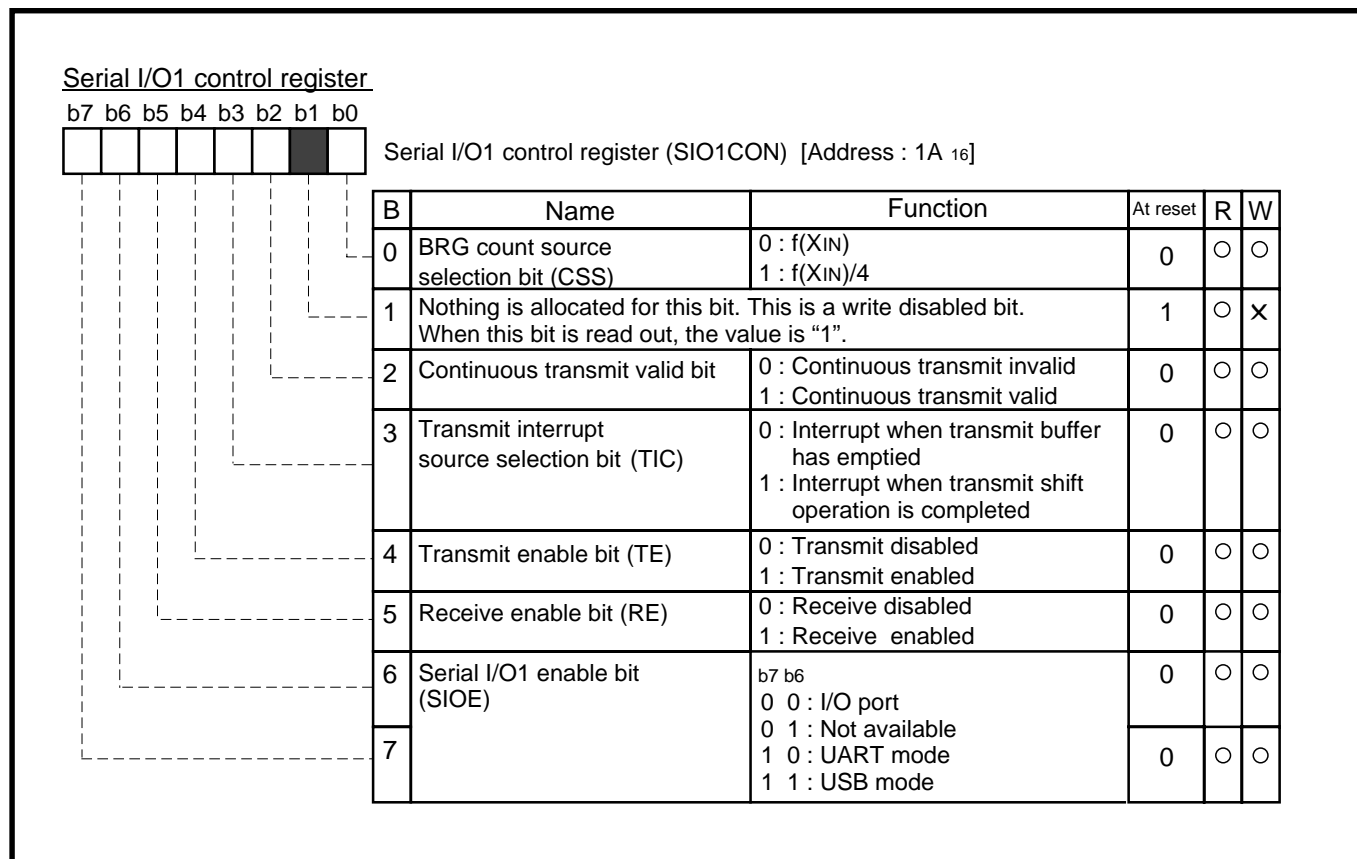 Serial I/O1 control register
b7 b6 b5 b4 b3 b2 b1 b0
Serial I/O1 control register (SIO1CON) [Address : 1A 16]
B Name Function At reset R W
0 BRG count source selection bit (CSS)
0 : f(XIN)
1 : f(XIN)/4
0 ○ ○
1 Nothing is allocated for this bit. This is a write disabled bit.
When this bit is read out, the value is “1”.
1 ○ ×
2 Continuous transmit valid bit
0 : Continuous transmit invalid
1 : Continuous transmit valid
0 ○ ○
3 Transmit interrupt
source selection bit (TIC)
0 : Interrupt when transmit buffer
has emptied
1 : Interrupt when transmit shift
operation is completed
0 ○ ○
4 Transmit enable bit (TE)
0 : Transmit disabled
1 : Transmit enabled
0 ○ ○
5 Receive enable bit (RE)
0 : Receive disabled
1 : Receive enabled
0 ○ ○
6 Serial I/O1 enable bit
(SIOE)
b7 b6
0 0 : I/O port
0 1 : Not available
1 0 : UART mode
1 1 : USB mode
0 ○ ○
7
0 ○ ○